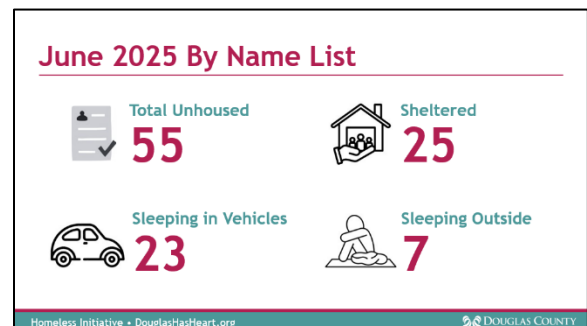 June 2025 By Name List
Total Unhoused
55
Sheltered
25
Sleeping in Vehicles
23
Sleeping Outside
7
Homeless Initiative • DouglasHasHeart.org
DOUGLAS COUNTY